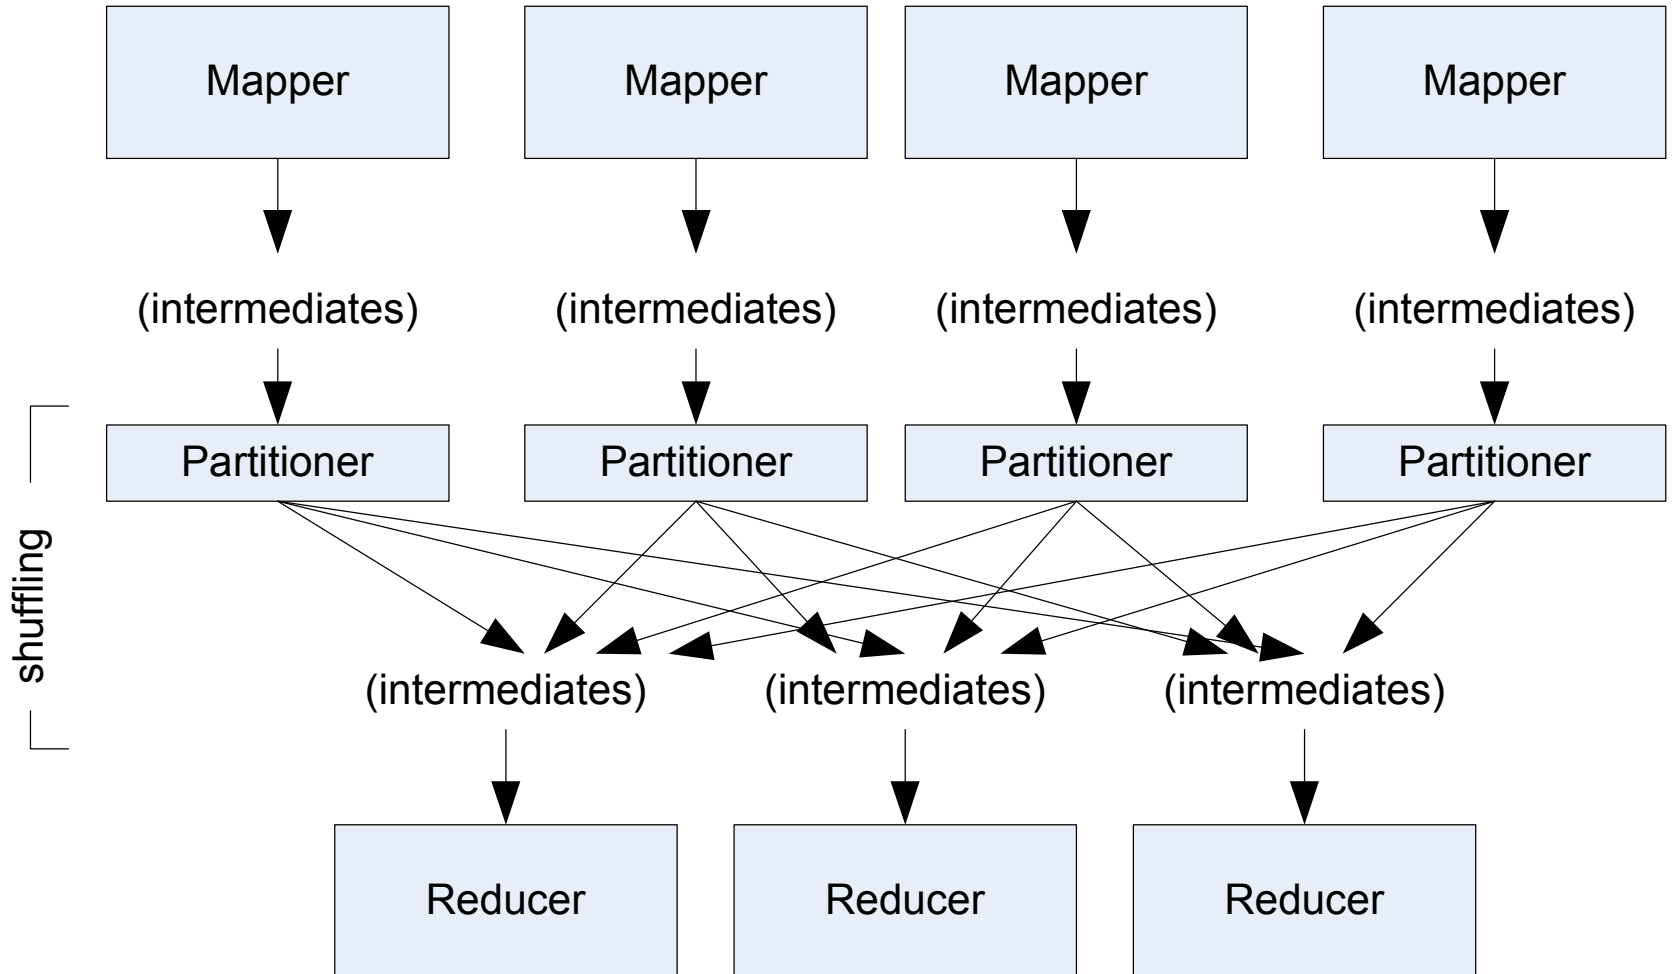 Mapper Mapper Mapper Mapper
(intermediates) (intermediates) (intermediates) (intermediates)
Partitioner Partitioner Partitioner Partitioner
shuffling
(intermediates) (intermediates) (intermediates)
Reducer Reducer Reducer